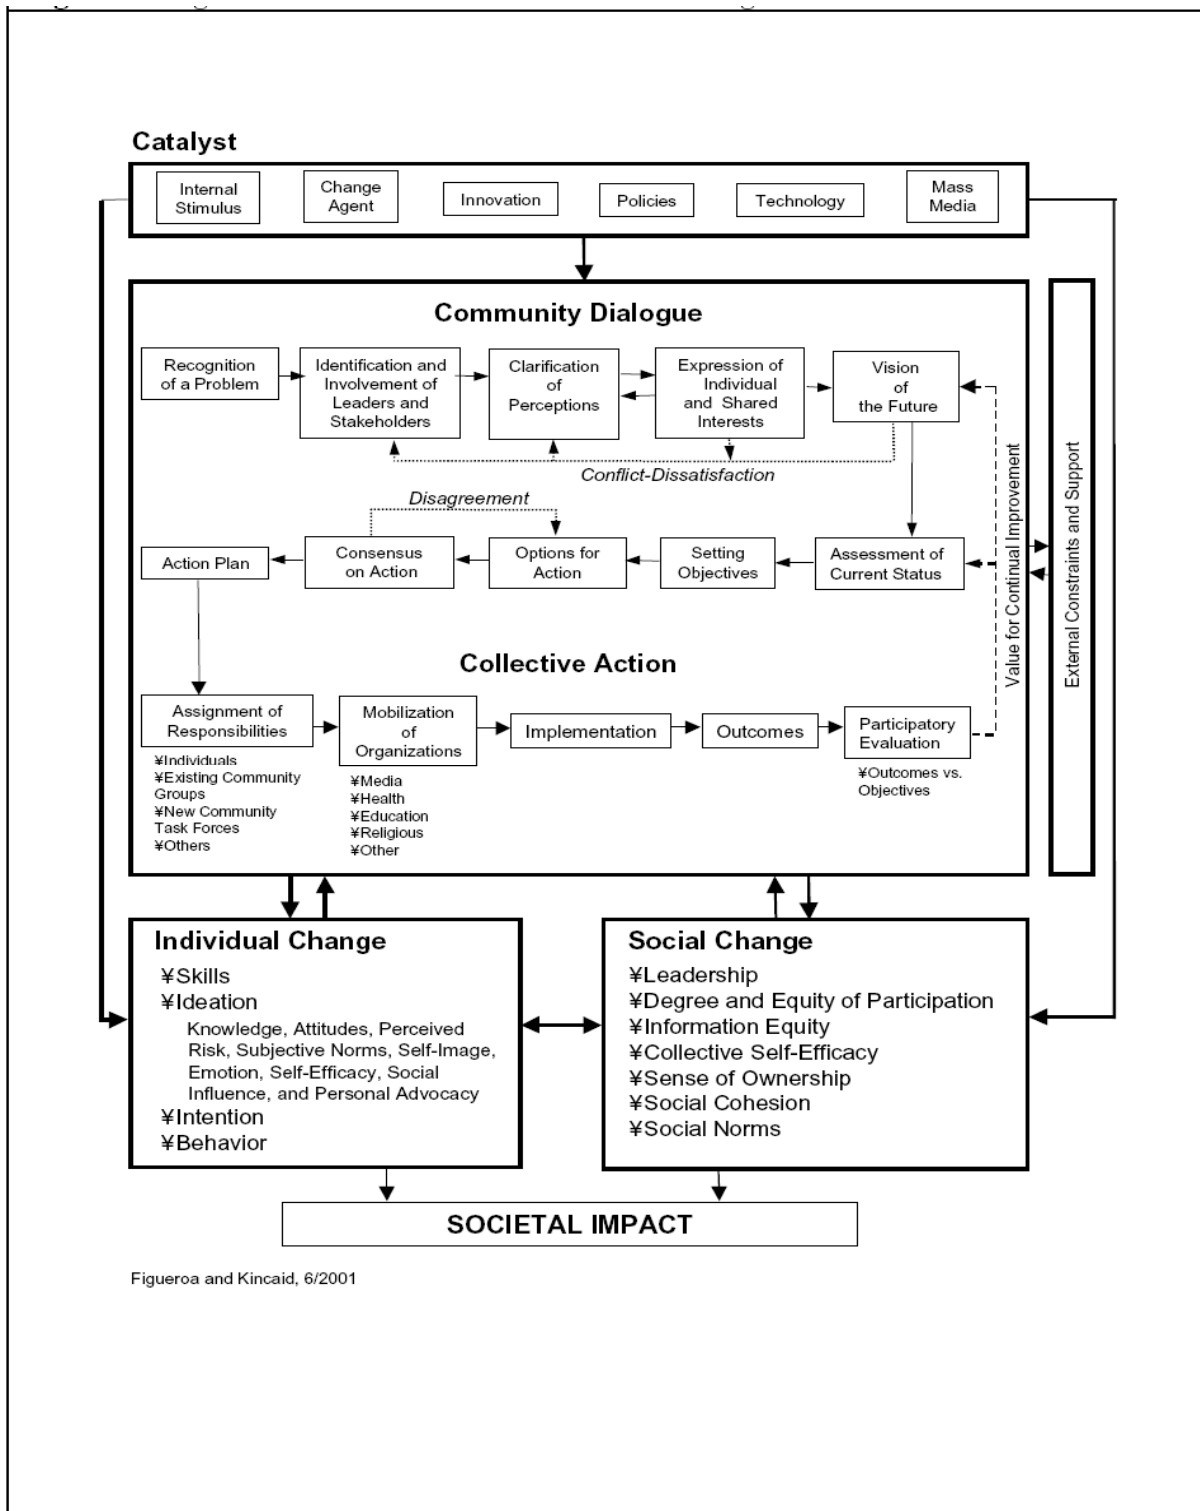 Catalyst
Internal
Stimulus
Change
Agent
Innovation
Policies
Technology
Mass
Media
Community Dialogue
Recognition
of a Problem
Identification and
Involvement of
Leaders and
Stakeholders
Clarification
of
Perceptions
Expression of
Individual
and Shared
Interests
Vision
of
the Future
Conflict-Dissatisfaction
Disagreement
Action Plan
Consensus
on Action
Options for
Action
Setting
Objectives
Assessment of
Current Status
Value for Continual Improvement
External Constraints and Support
Collective Action
Assignment of
Responsibilities
¥Individuals
¥Existing Community
Groups
¥New Community
Task Forces
¥Others
Mobilization
of
Organizations
¥Media
¥Health
¥Education
¥Religious
¥Other
Implementation
Outcomes
Participatory
Evaluation
¥Outcomes vs.
Objectives
Individual Change
¥Skills
¥Ideation
Knowledge, Attitudes, Perceived
Risk, Subjective Norms, Self-Image,
Emotion, Self-Efficacy, Social
Influence, and Personal Advocacy
¥Intention
¥Behavior
Social Change
¥Leadership
¥Degree and Equity of Participation
¥Information Equity
¥Collective Self-Efficacy
¥Sense of Ownership
¥Social Cohesion
¥Social Norms
SOCIETAL IMPACT
Figueroa and Kincaid, 6/2001